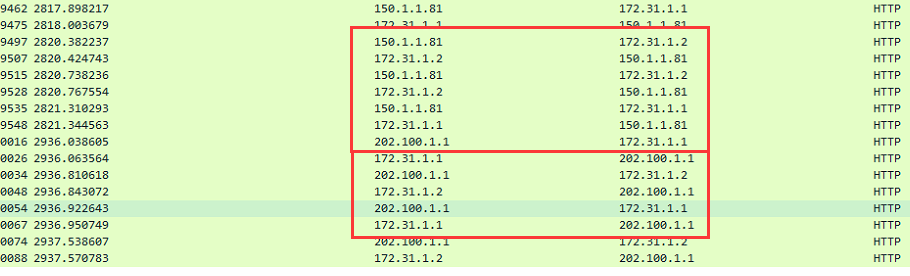 9462 2817.898217 150.1.1.81 172.31.1.1 HTTP
9475 2818.003679 172.31.1.1 150.1.1.81 HTTP
9497 2820.382237 150.1.1.81 172.31.1.2 HTTP
9507 2820.424743 172.31.1.2 150.1.1.81 HTTP
9515 2820.738236 150.1.1.81 172.31.1.2 HTTP
9528 2820.767554 172.31.1.2 150.1.1.81 HTTP
9535 2821.310293 150.1.1.81 172.31.1.1 HTTP
9548 2821.344563 172.31.1.1 150.1.1.81 HTTP
0016 2936.038605 202.100.1.1 172.31.1.1 HTTP
0026 2936.063564 172.31.1.1 202.100.1.1 HTTP
0034 2936.810618 202.100.1.1 172.31.1.2 HTTP
0048 2936.843072 172.31.1.2 202.100.1.1 HTTP
0054 2936.922643 202.100.1.1 172.31.1.1 HTTP
0067 2936.950749 172.31.1.1 202.100.1.1 HTTP
0074 2937.538607 202.100.1.1 172.31.1.2 HTTP
0088 2937.570783 172.31.1.2 202.100.1.1 HTTP